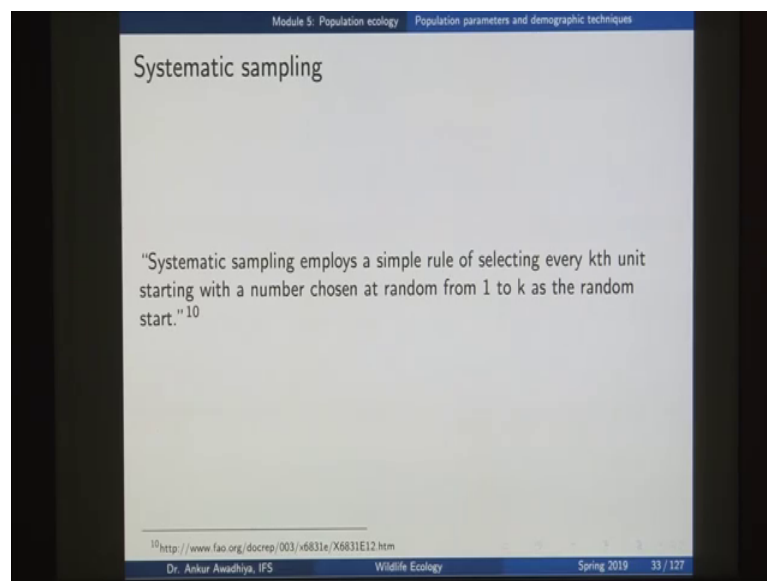 Module 5: Population ecology Population parameters and demographic techniques
Systematic sampling
“Systematic sampling employs a simple rule of selecting every kth unit
starting with a number chosen at random from 1 to k as the random
start.”10
10http://www.fao.org/docrep/003/x6831e/X6831E12.htm
Dr. Ankur Awadhiya, IFS Wildlife Ecology Spring 2019 33 / 127